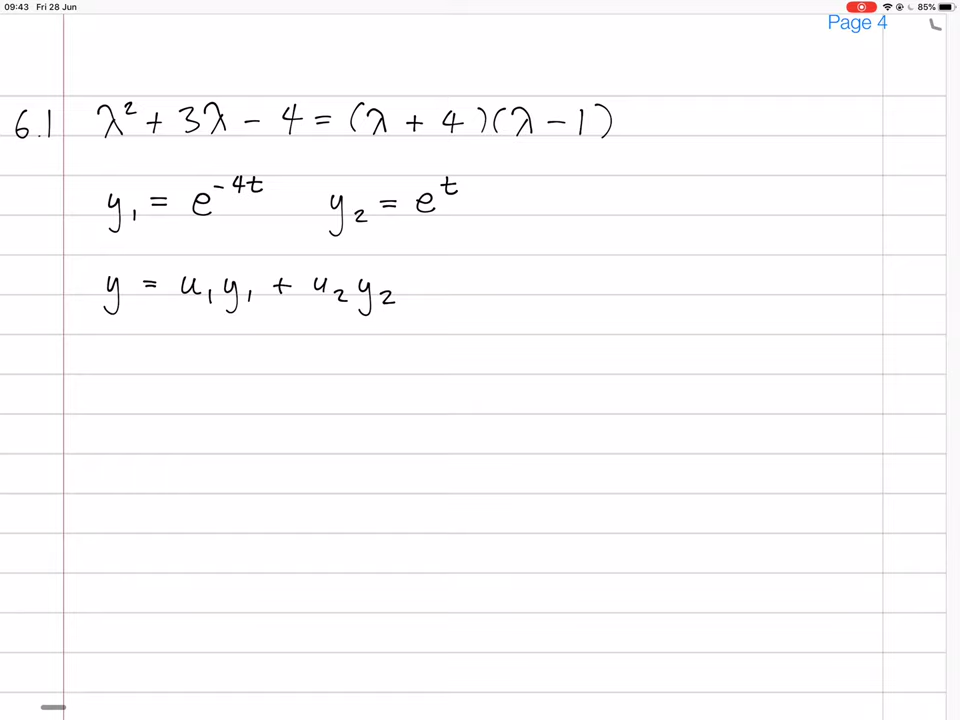 09:43 Fri 28 Jun 85%
Page 4
6.1 λ² + 3λ - 4 = (λ + 4)(λ - 1)
y₁ = e^{-4t} y₂ = e^{t}
y = u₁y₁ + u₂y₂